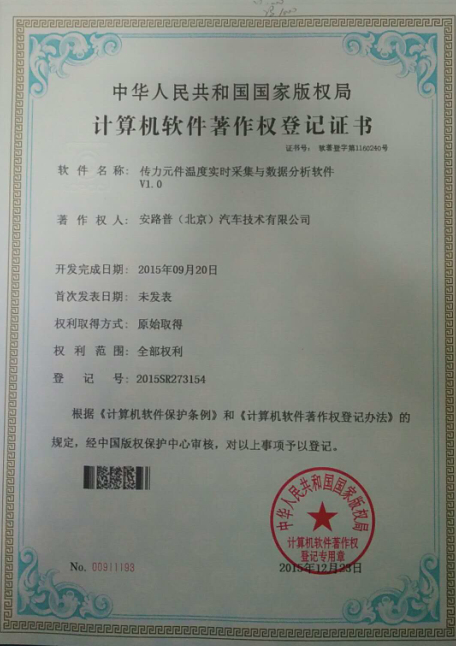 中华人民共和国国家版权局
计算机软件著作权登记证书
证书号： 软著登字第1160240号
软件名称： 传力元件温度实时采集与数据分析软件
V1.0
著作权人： 安路普（北京）汽车技术有限公司
开发完成日期： 2015年09月20日
首次发表日期： 未发表
权利取得方式： 原始取得
权利范围： 全部权利
登记号： 2015SR273154
根据《计算机软件保护条例》和《计算机软件著作权登记办法》的
规定，经中国版权保护中心审核，对以上事项予以登记。
中华人民共和国国家版权局
计算机软件著作权
登记专用章
No. 00911193
2015年12月23日